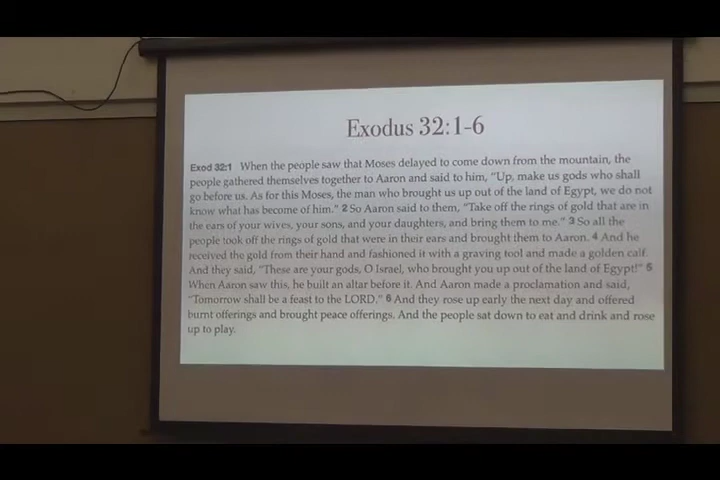 Exodus 32:1-6
Exod 32:1 When the people saw that Moses delayed to come down from the mountain, the
people gathered themselves together to Aaron and said to him, “Up, make us gods who shall
go before us. As for this Moses, the man who brought us up out of the land of Egypt, we do not
know what has become of him.” 2 So Aaron said to them, “Take off the rings of gold that are in
the ears of your wives, your sons, and your daughters, and bring them to me.” 3 So all the
people took off the rings of gold that were in their ears and brought them to Aaron. 4 And he
received the gold from their hand and fashioned it with a graving tool and made a golden calf.
And they said, “These are your gods, O Israel, who brought you up out of the land of Egypt!” 5
When Aaron saw this, he built an altar before it. And Aaron made a proclamation and said,
“Tomorrow shall be a feast to the LORD.” 6 And they rose up early the next day and offered
burnt offerings and brought peace offerings. And the people sat down to eat and drink and rose
up to play.